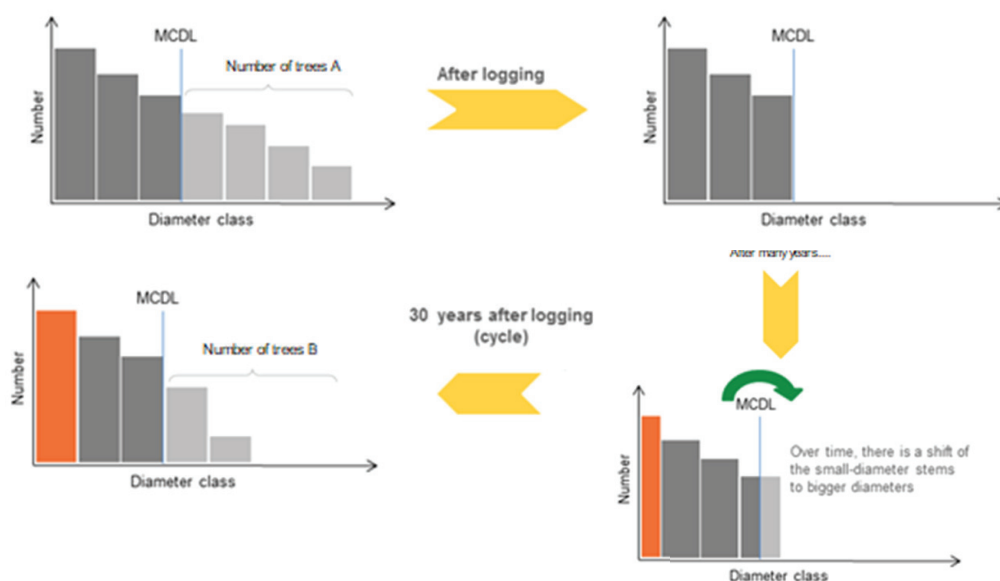 MCDL
Number of trees A
Number
Diameter class
After logging
MCDL
Number
Diameter class
After many years....
MCDL
Number
Over time, there is a shift of
the small-diameter stems
to bigger diameters
Diameter class
30 years after logging
(cycle)
MCDL
Number of trees B
Number
Diameter class